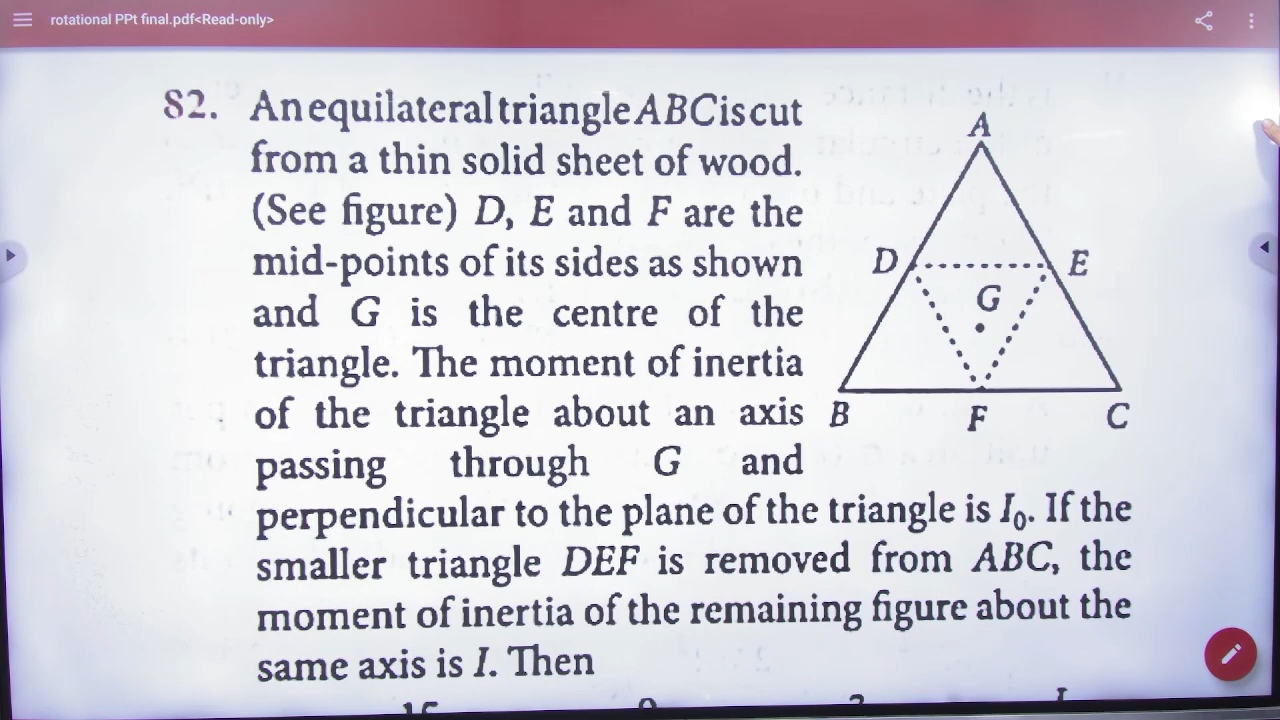 rotational PPt final.pdf<Read-only>
82. An equilateral triangle ABC is cut
from a thin solid sheet of wood.
(See figure) D, E and F are the
mid-points of its sides as shown
and G is the centre of the
triangle. The moment of inertia
of the triangle about an axis
passing through G and
perpendicular to the plane of the triangle is I₀. If the
smaller triangle DEF is removed from ABC, the
moment of inertia of the remaining figure about the
same axis is I. Then
A
D
E
G
B
F
C